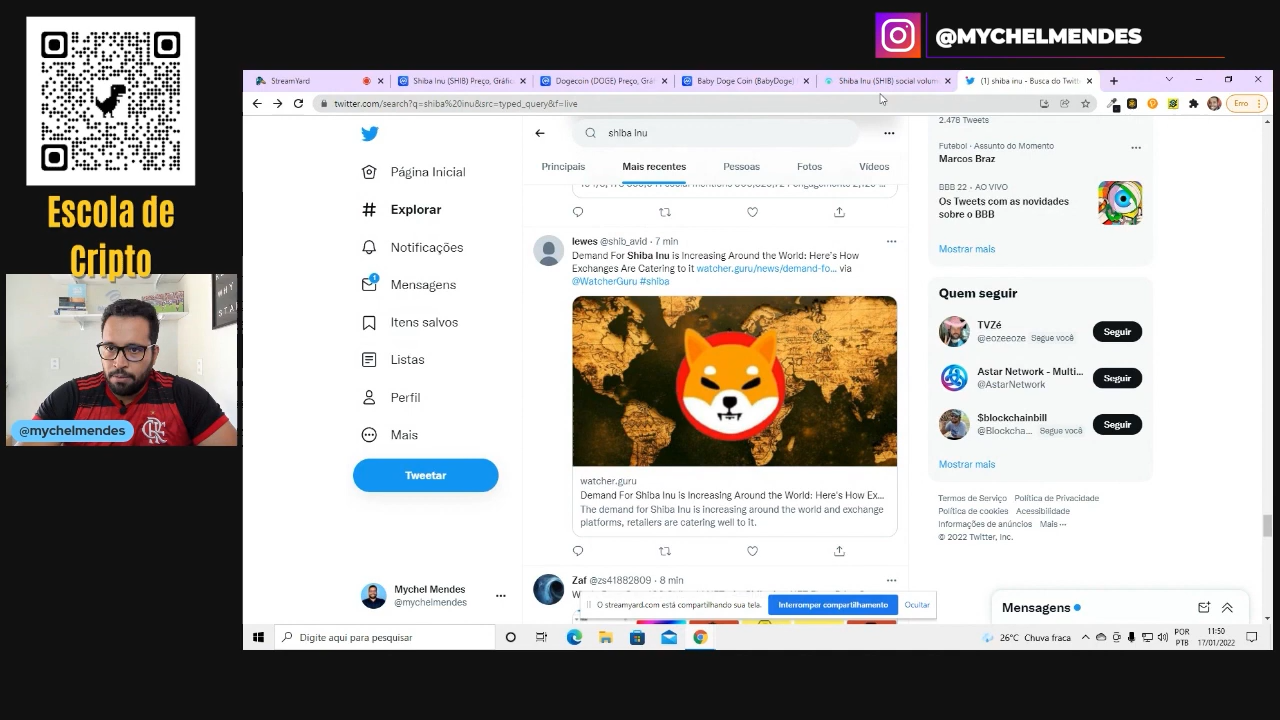 @MYCHELMENDES
Escola de
Cripto
@mychelmendes
StreamYard
Shiba Inu (SHIB) Preço, Gráfic
Dogecoin (DOGE) Preço, Grá
Baby Doge Coin (BabyDoge)
Shiba Inu (SHIB) social volum
(1) shiba inu - Busca do Twitt
twitter.com/search?q=shiba%20inu&src=typed_query&f=live
Erro
shiba inu
Principais
Mais recentes
Pessoas
Fotos
Vídeos
Página Inicial
Explorar
Notificações
1
Mensagens
Itens salvos
Listas
Perfil
Mais
Tweetar
Mychel Mendes
@mychelmendes
lewes @shib_avid · 7 min
Demand For Shiba Inu is Increasing Around the World: Here's How
Exchanges Are Catering to it watcher.guru/news/demand-fo... via
@WatcherGuru #shiba
watcher.guru
Demand For Shiba Inu is Increasing Around the World: Here's How Ex...
The demand for Shiba Inu is increasing around the world and exchange
platforms, retailers are catering well to it.
Zaf @zs41882809 · 8 min
O streamyard.com está compartilhando sua tela.
Interromper compartilhamento
Ocultar
2.478 Tweets
Futebol · Assunto do Momento
Marcos Braz
BBB 22 · AO VIVO
Os Tweets com as novidades
sobre o BBB
Mostrar mais
Quem seguir
TVZé
@eozeeoze Segue você
Seguir
Astar Network - Multi...
@AstarNetwork
Seguir
$blockchainbill
@Blockcha... Segue você
Seguir
Mostrar mais
Termos de Serviço Política de Privacidade
Política de cookies Acessibilidade
Informações de anúncios Mais ···
© 2022 Twitter, Inc.
Mensagens
Digite aqui para pesquisar
26°C Chuva fraca
POR
PTB
11:50
17/01/2022